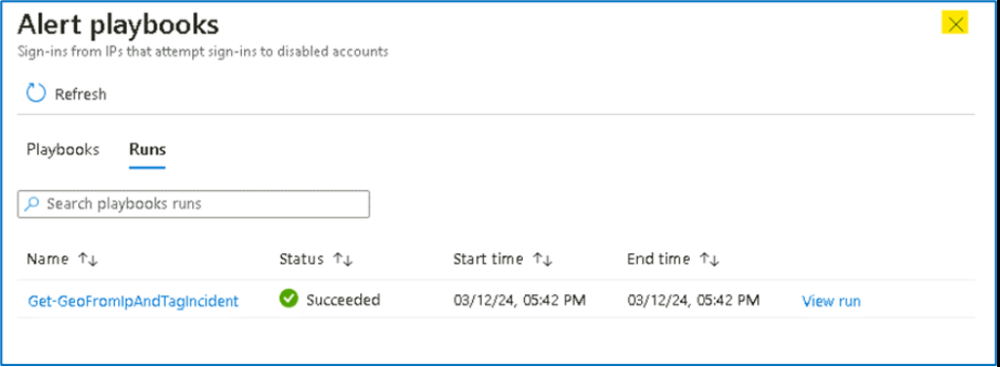 Alert playbooks
Sign-ins from IPs that attempt sign-ins to disabled accounts
Refresh
Playbooks Runs
Search playbooks runs
Name Status Start time End time
Get-GeoFromIpAndTagIncident Succeeded 03/12/24, 05:42 PM 03/12/24, 05:42 PM View run